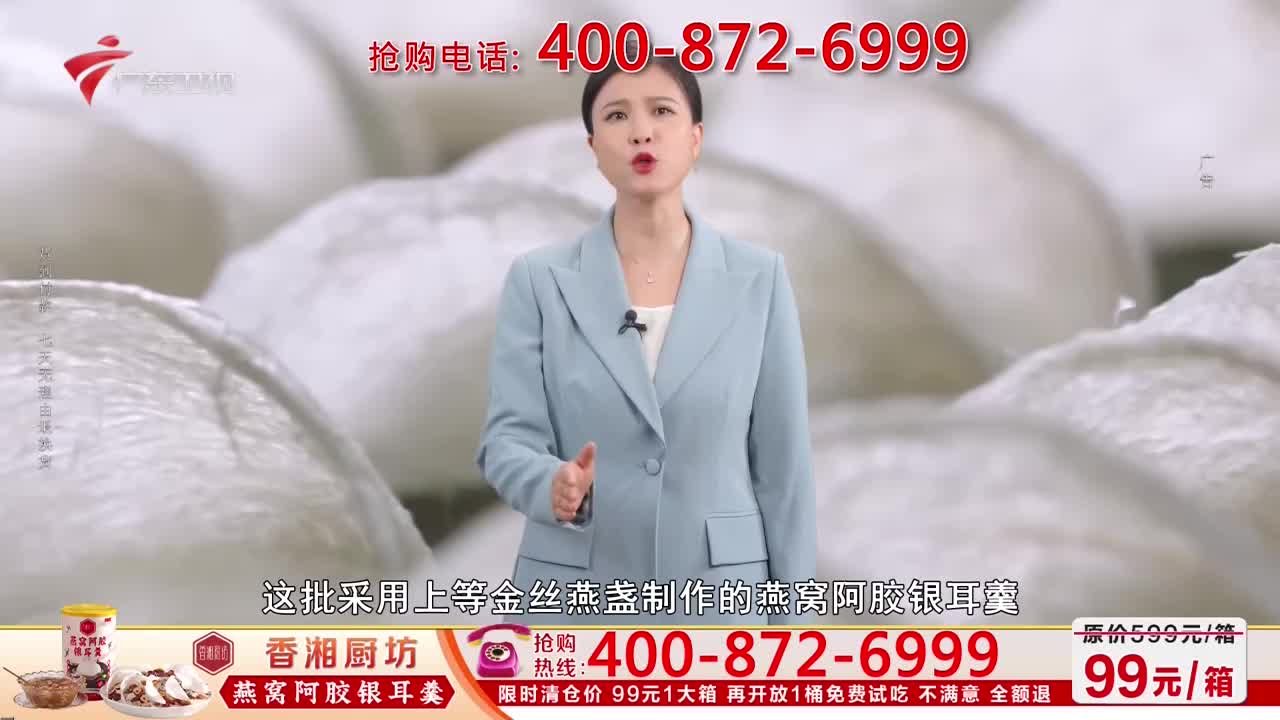 抢购电话: 400-872-6999
广东卫视
广告
七天无理由退换货
这批采用上等金丝燕盏制作的燕窝阿胶银耳羹
燕窝阿胶
银耳羹
香湘厨坊
香湘厨坊
燕窝阿胶银耳羹
抢购
热线: 400-872-6999
限时清仓价 99元1大箱 再开放1桶免费试吃 不满意 全额退
原价599元/箱
99元/箱